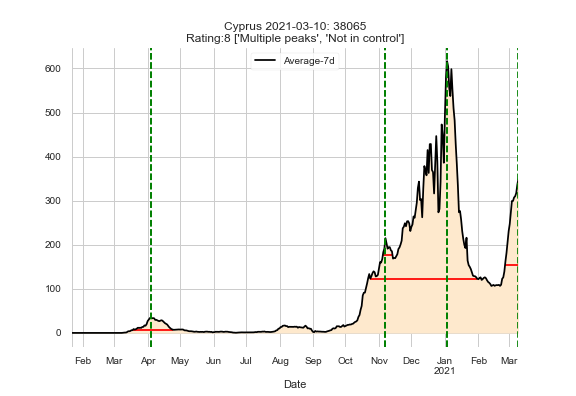 Cyprus 2021-03-10: 38065
Rating:8 ['Multiple peaks', 'Not in control']
Average-7d
600
500
400
300
200
100
0
Feb Mar Apr May Jun Jul Aug Sep Oct Nov Dec Jan Feb Mar
2021
Date